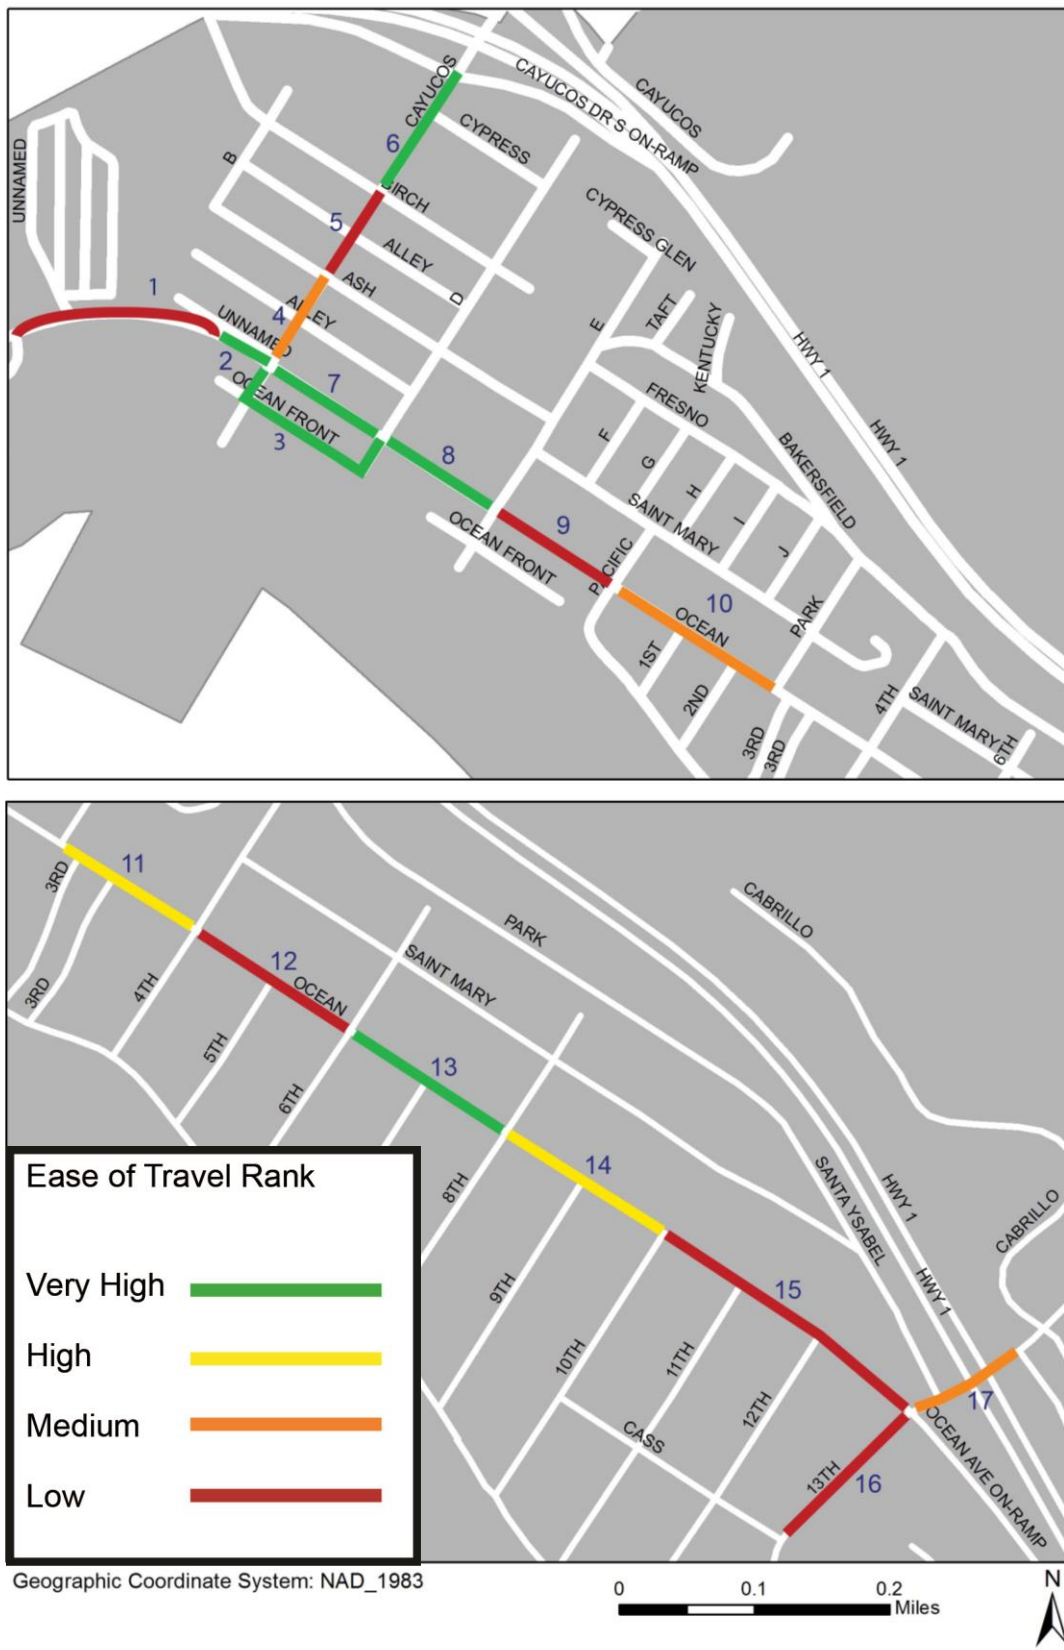 UNNAMED
1
B
CAYUCOS
6
CYPRESS
CAYUCOS DR S ON-RAMP
CAYUCOS
BIRCH
5
ALLEY
ASH
D
ALLEY
4
UNNAMED
2
7
OCEAN FRONT
3
8
CYPRESS GLEN
E
TAFT
KENTUCKY
HWY 1
HWY 1
FRESNO
BAKERSFIELD
F
G
H
I
J
SAINT MARY
OCEAN FRONT
9
PACIFIC
10
OCEAN
PARK
1ST
2ND
3RD
3RD
4TH
SAINT MARY
6TH
11
3RD
3RD
4TH
12
OCEAN
5TH
6TH
SAINT MARY
PARK
CABRILLO
13
8TH
14
9TH
10TH
SANTA YSABEL
HWY 1
HWY 1
CABRILLO
15
11TH
12TH
CASS
13TH
16
17
OCEAN AVE ON-RAMP
Ease of Travel Rank
Very High
High
Medium
Low
Geographic Coordinate System: NAD_1983
0 0.1 0.2
Miles
N